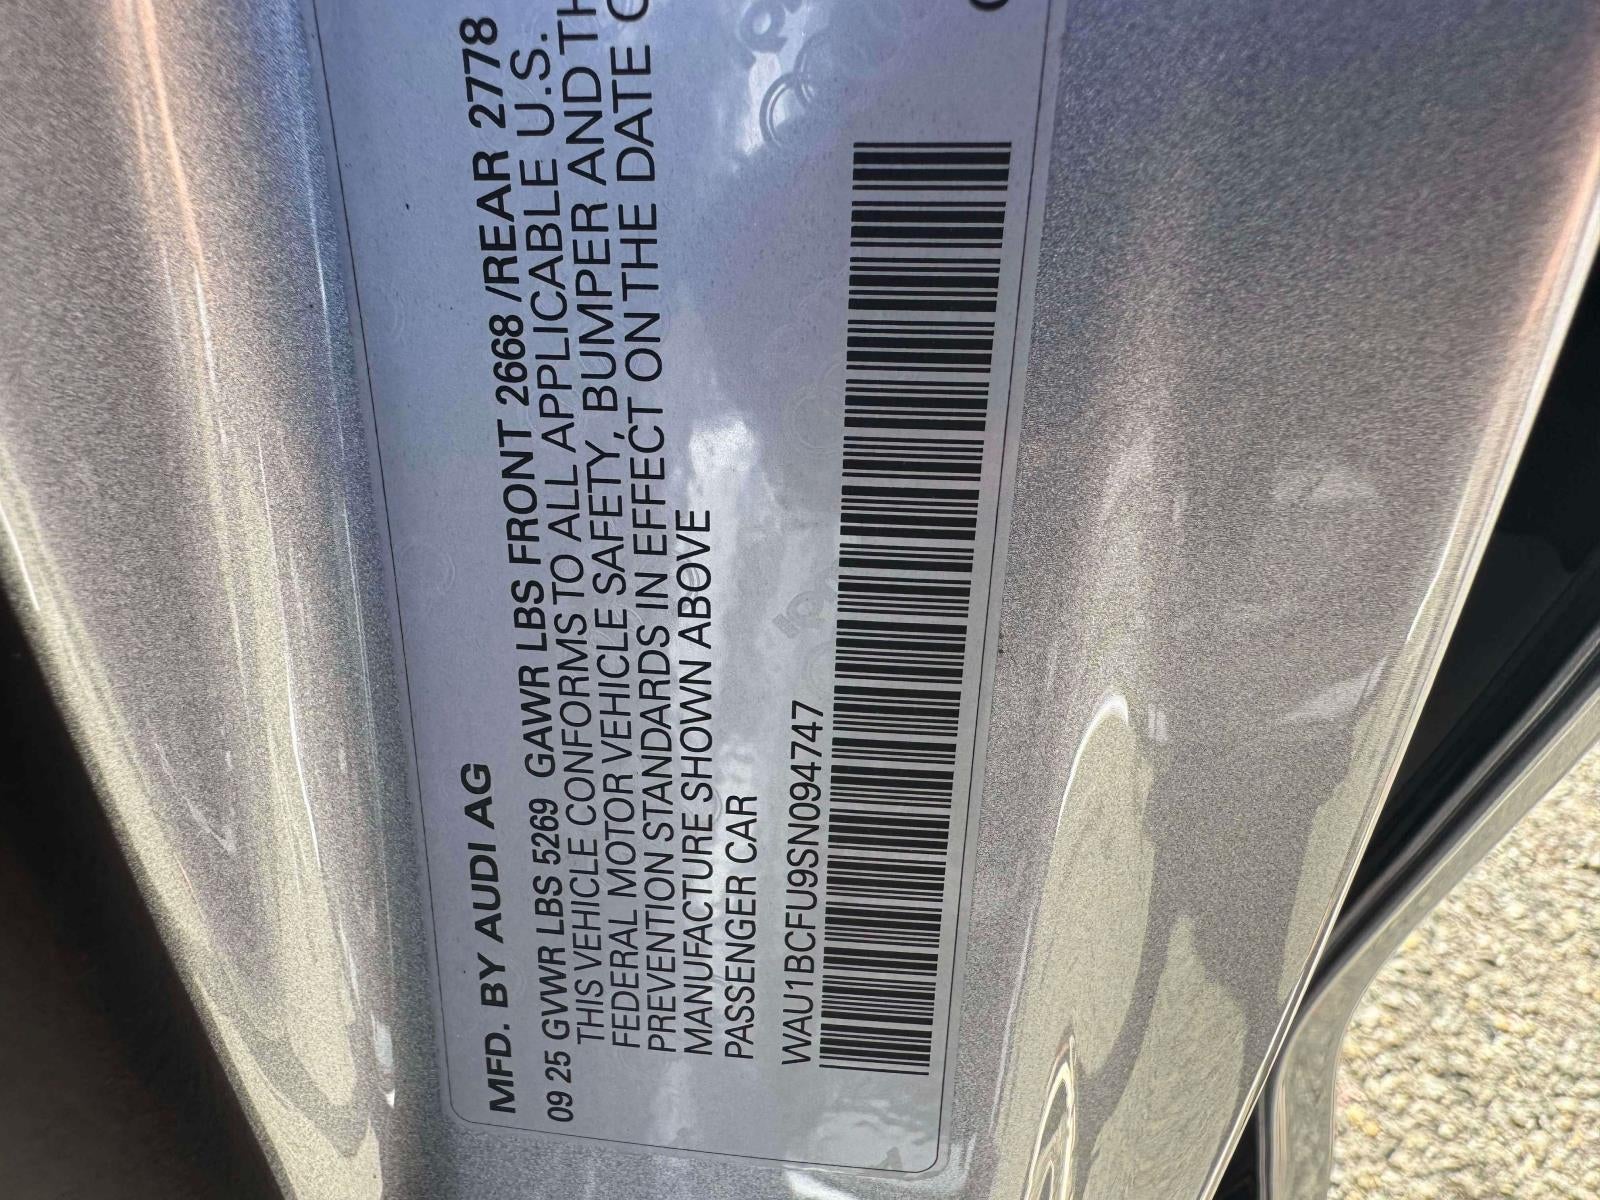 MFD. BY AUDI AG
09 25 GVWR LBS 5269 GAWR LBS FRONT 2668 /REAR 2778
THIS VEHICLE CONFORMS TO ALL APPLICABLE U.S.
FEDERAL MOTOR VEHICLE SAFETY, BUMPER AND
PREVENTION STANDARDS IN EFFECT ON THE DATE
MANUFACTURE SHOWN ABOVE
PASSENGER CAR
WAU1BCFU9SN094747